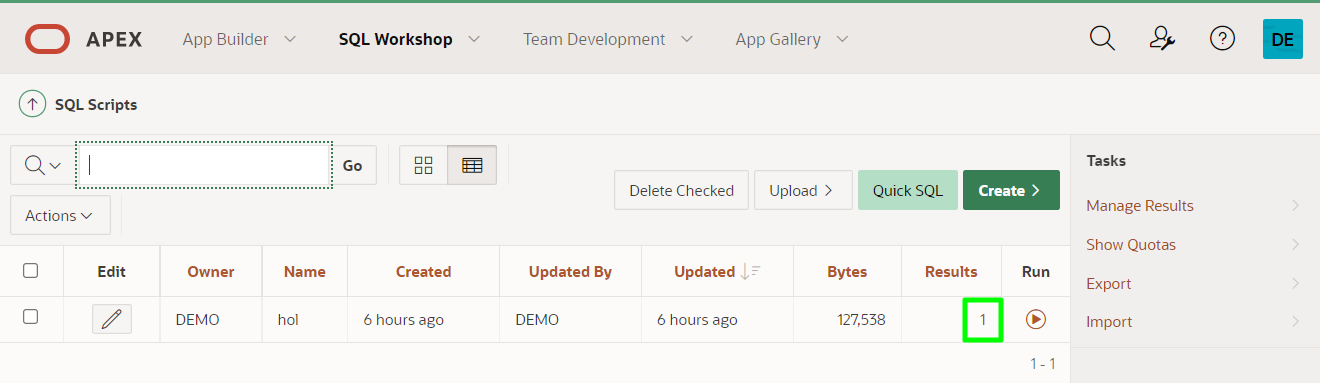 APEX App Builder SQL Workshop Team Development App Gallery DE
SQL Scripts
Go
Delete Checked Upload Quick SQL Create
Actions
Edit Owner Name Created Updated By Updated Bytes Results Run
DEMO hol 6 hours ago DEMO 6 hours ago 127,538 1
1 - 1
Tasks
Manage Results
Show Quotas
Export
Import